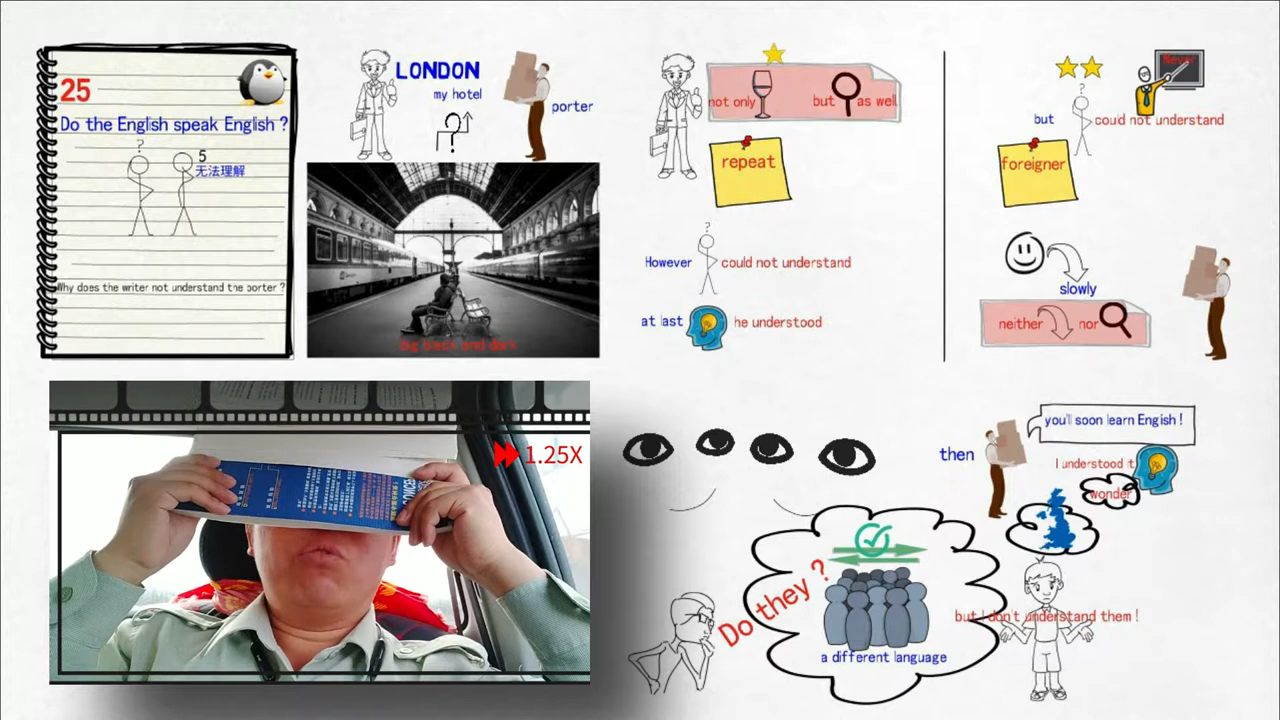 25
Do the English speak English ?
?
5
无法理解
Why does the writer not understand the porter ?
LONDON
my hotel
porter
big black and dark
not only
but
as well
repeat
However
?
could not understand
at last
he understood
Never
?
but
could not understand
foreigner
slowly
neither
nor
1.25X
then
you'll soon learn Engish !
I understood it
wonder
Do they ?
a different language
but I don't understand them !